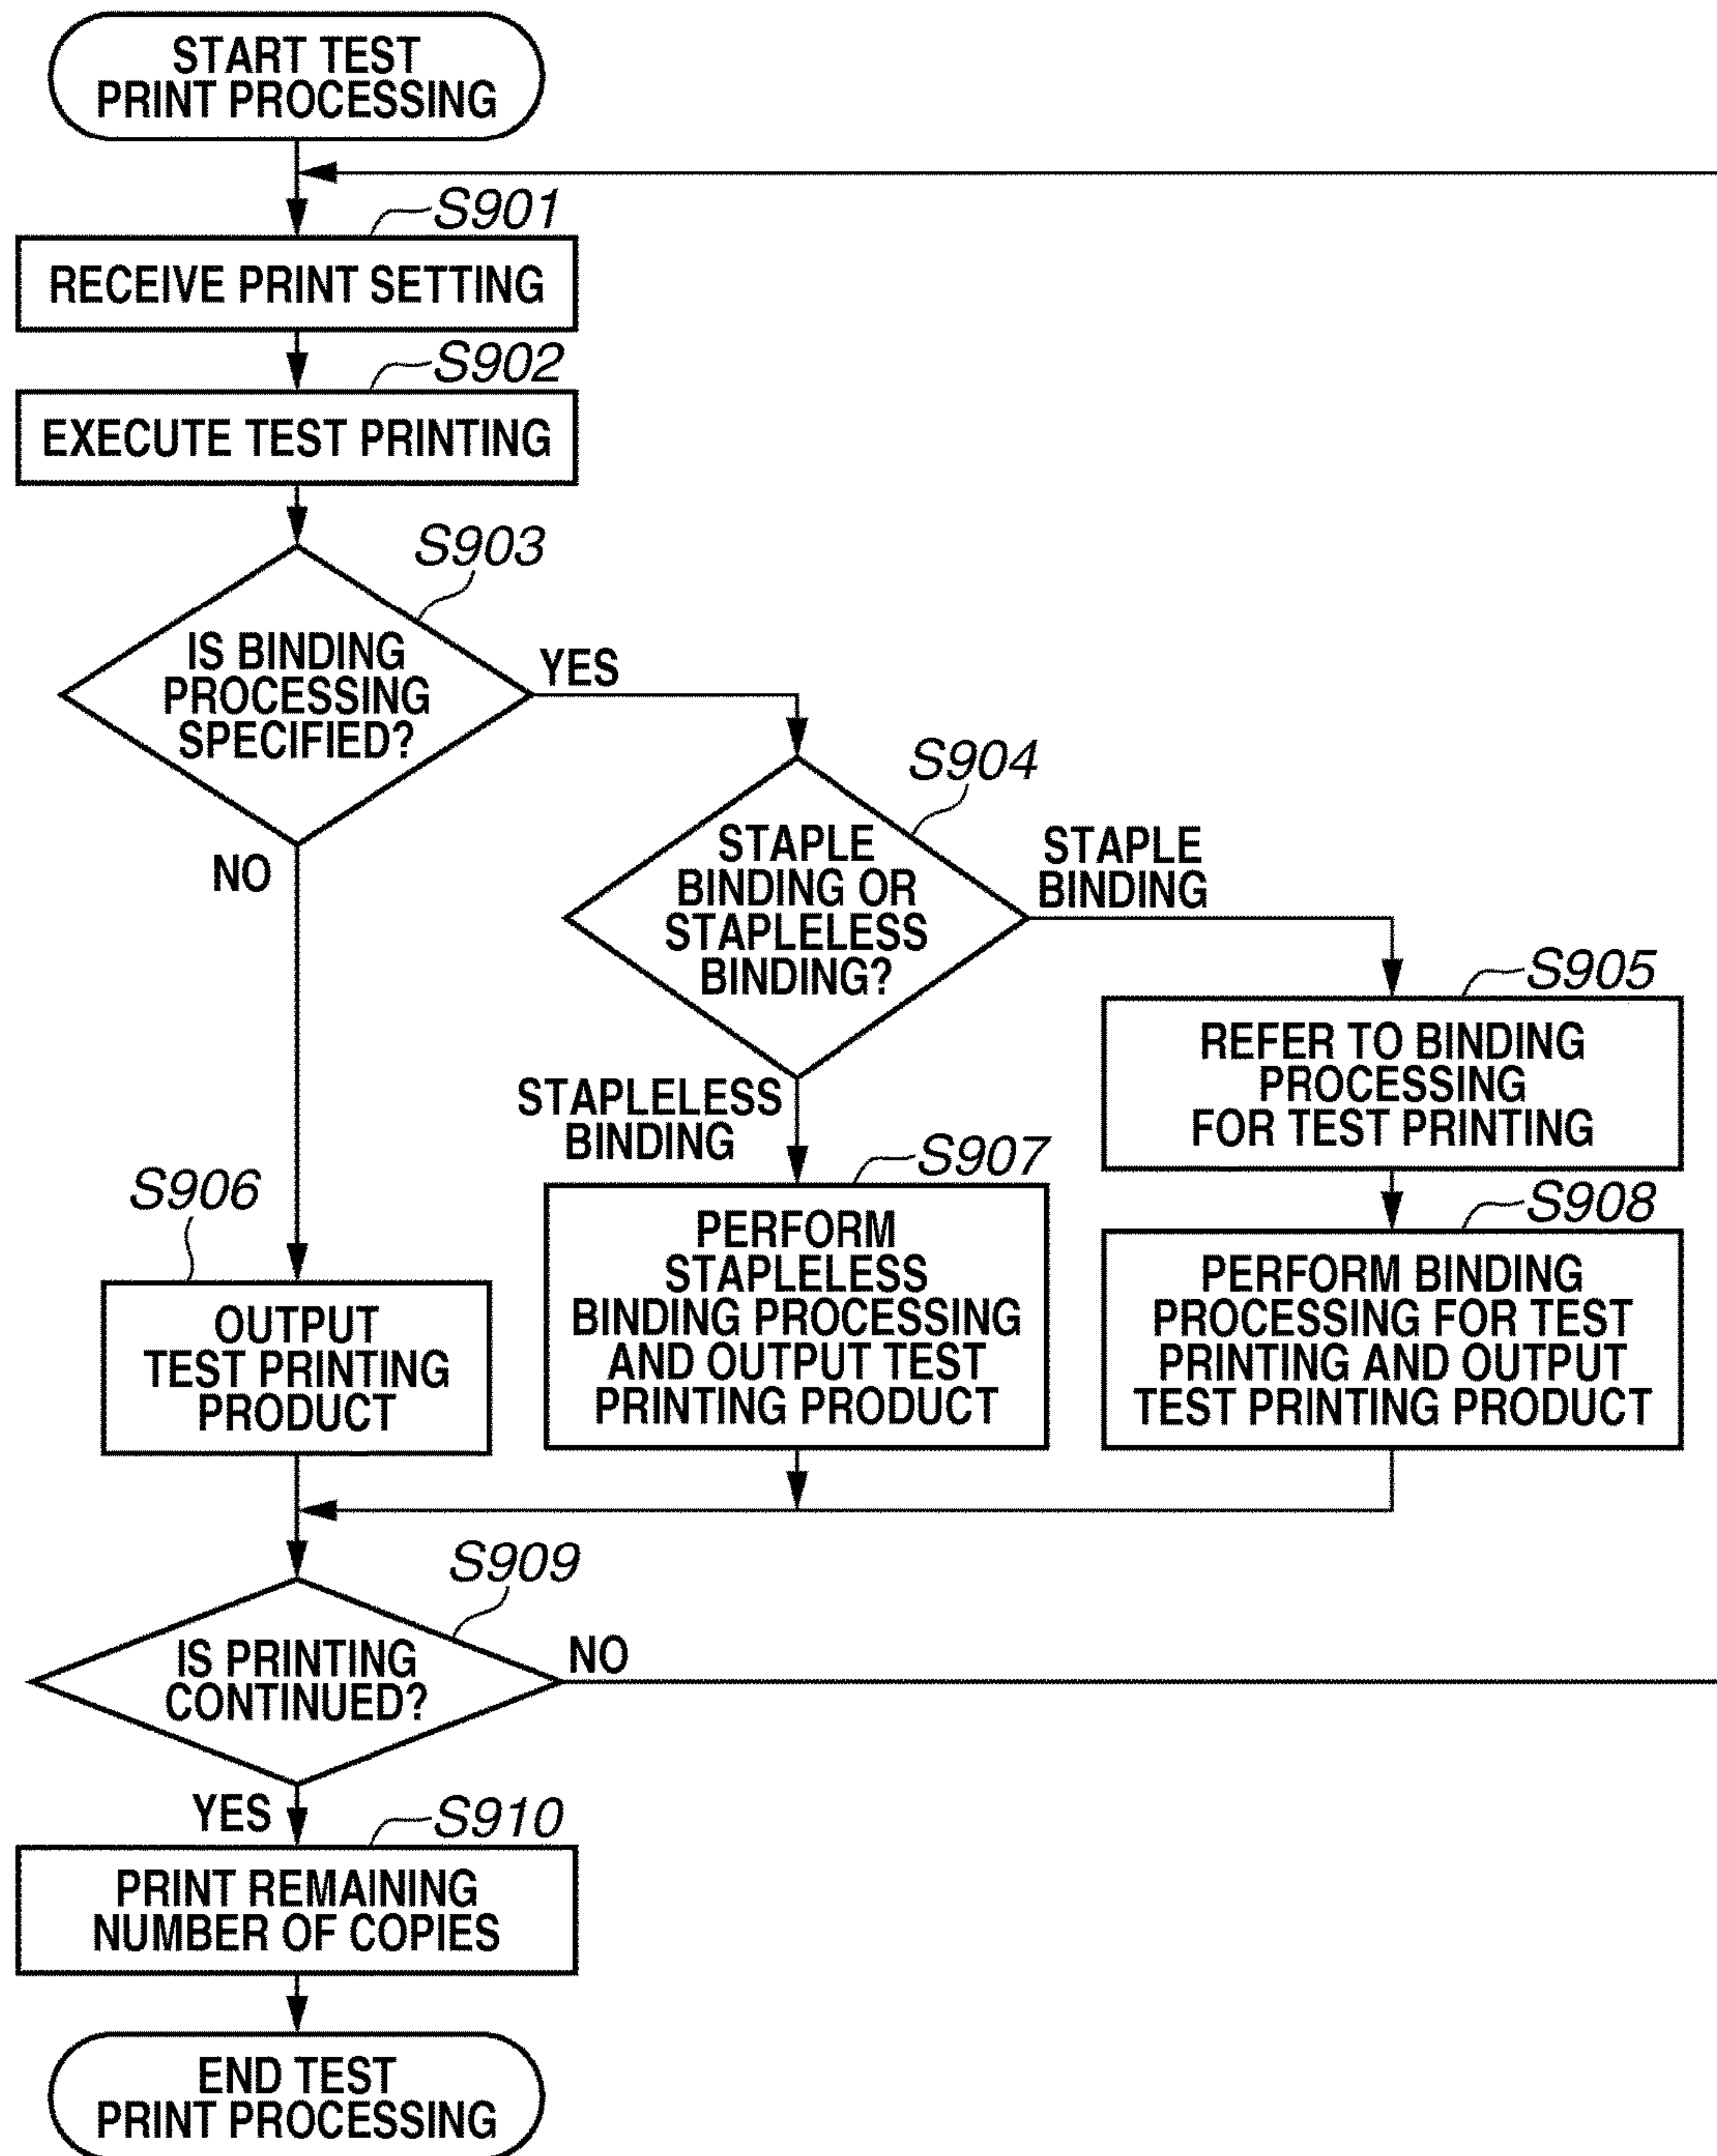 START TEST
PRINT PROCESSING
S901
RECEIVE PRINT SETTING
S902
EXECUTE TEST PRINTING
S903
IS BINDING
PROCESSING
SPECIFIED?
YES
NO
S904
STAPLE
BINDING OR
STAPLELESS
BINDING?
STAPLE
BINDING
STAPLELESS
BINDING
S905
REFER TO BINDING
PROCESSING
FOR TEST PRINTING
S906
OUTPUT
TEST PRINTING
PRODUCT
S907
PERFORM
STAPLELESS
BINDING PROCESSING
AND OUTPUT TEST
PRINTING PRODUCT
S908
PERFORM BINDING
PROCESSING FOR TEST
PRINTING AND OUTPUT
TEST PRINTING PRODUCT
S909
IS PRINTING
CONTINUED?
NO
YES
S910
PRINT REMAINING
NUMBER OF COPIES
END TEST
PRINT PROCESSING